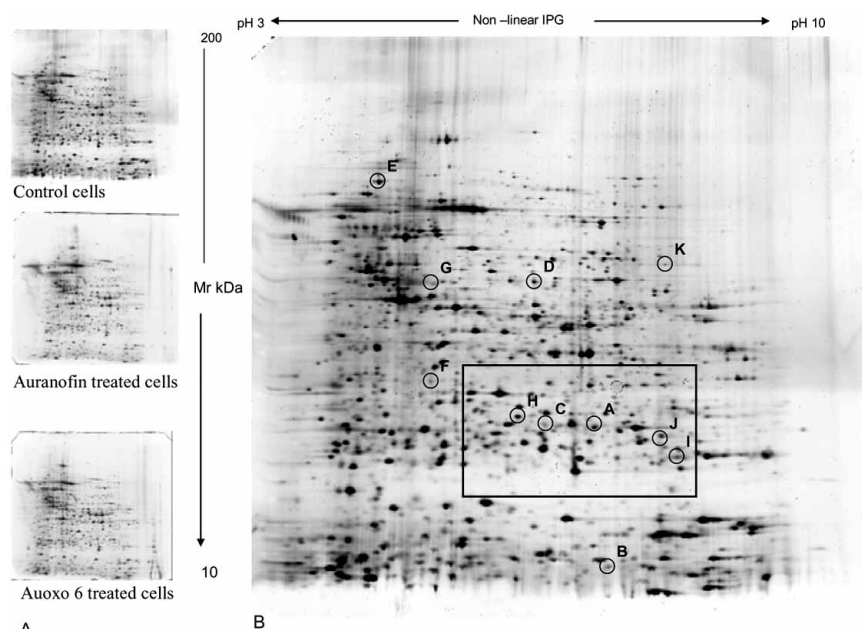 pH 3
Non –linear IPG
pH 10
200
Control cells
Mr kDa
Auranofin treated cells
10
Auoxo 6 treated cells
E
K
G
D
F
H
C
A
J
I
B
A
B